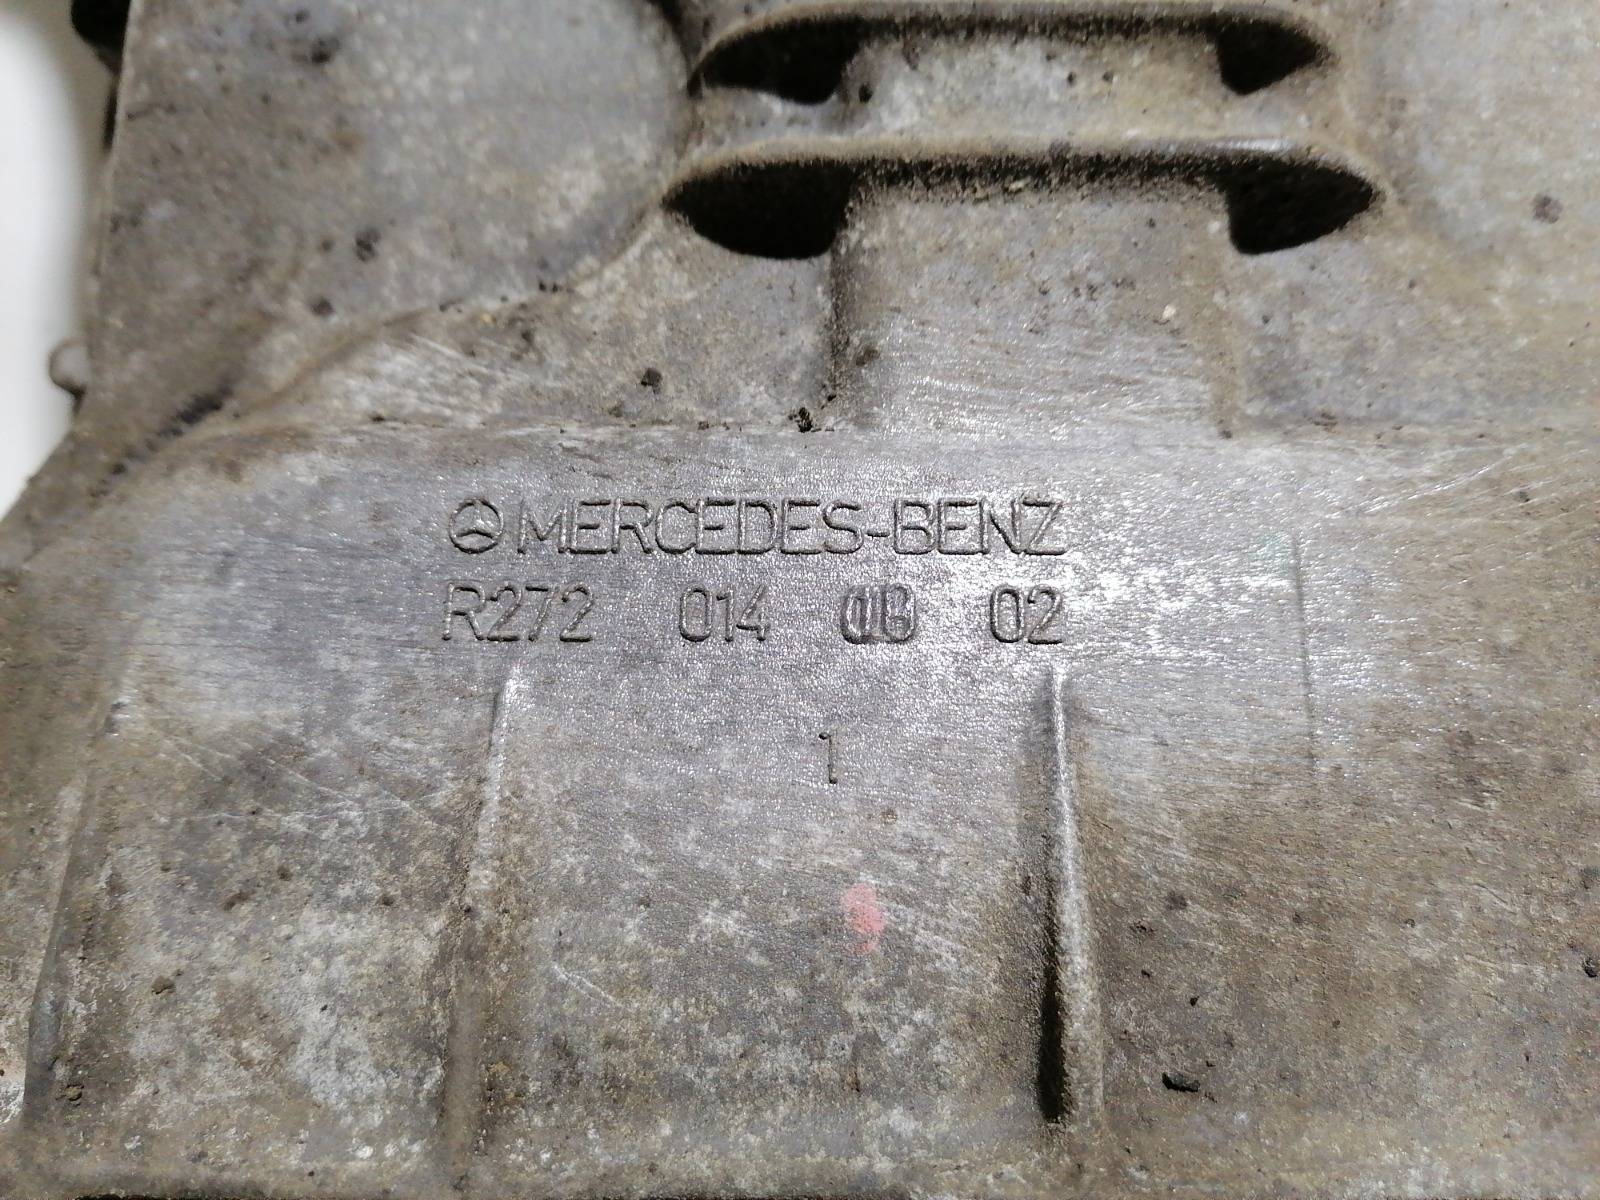 MERCEDES-BENZ
R272 014 02
1